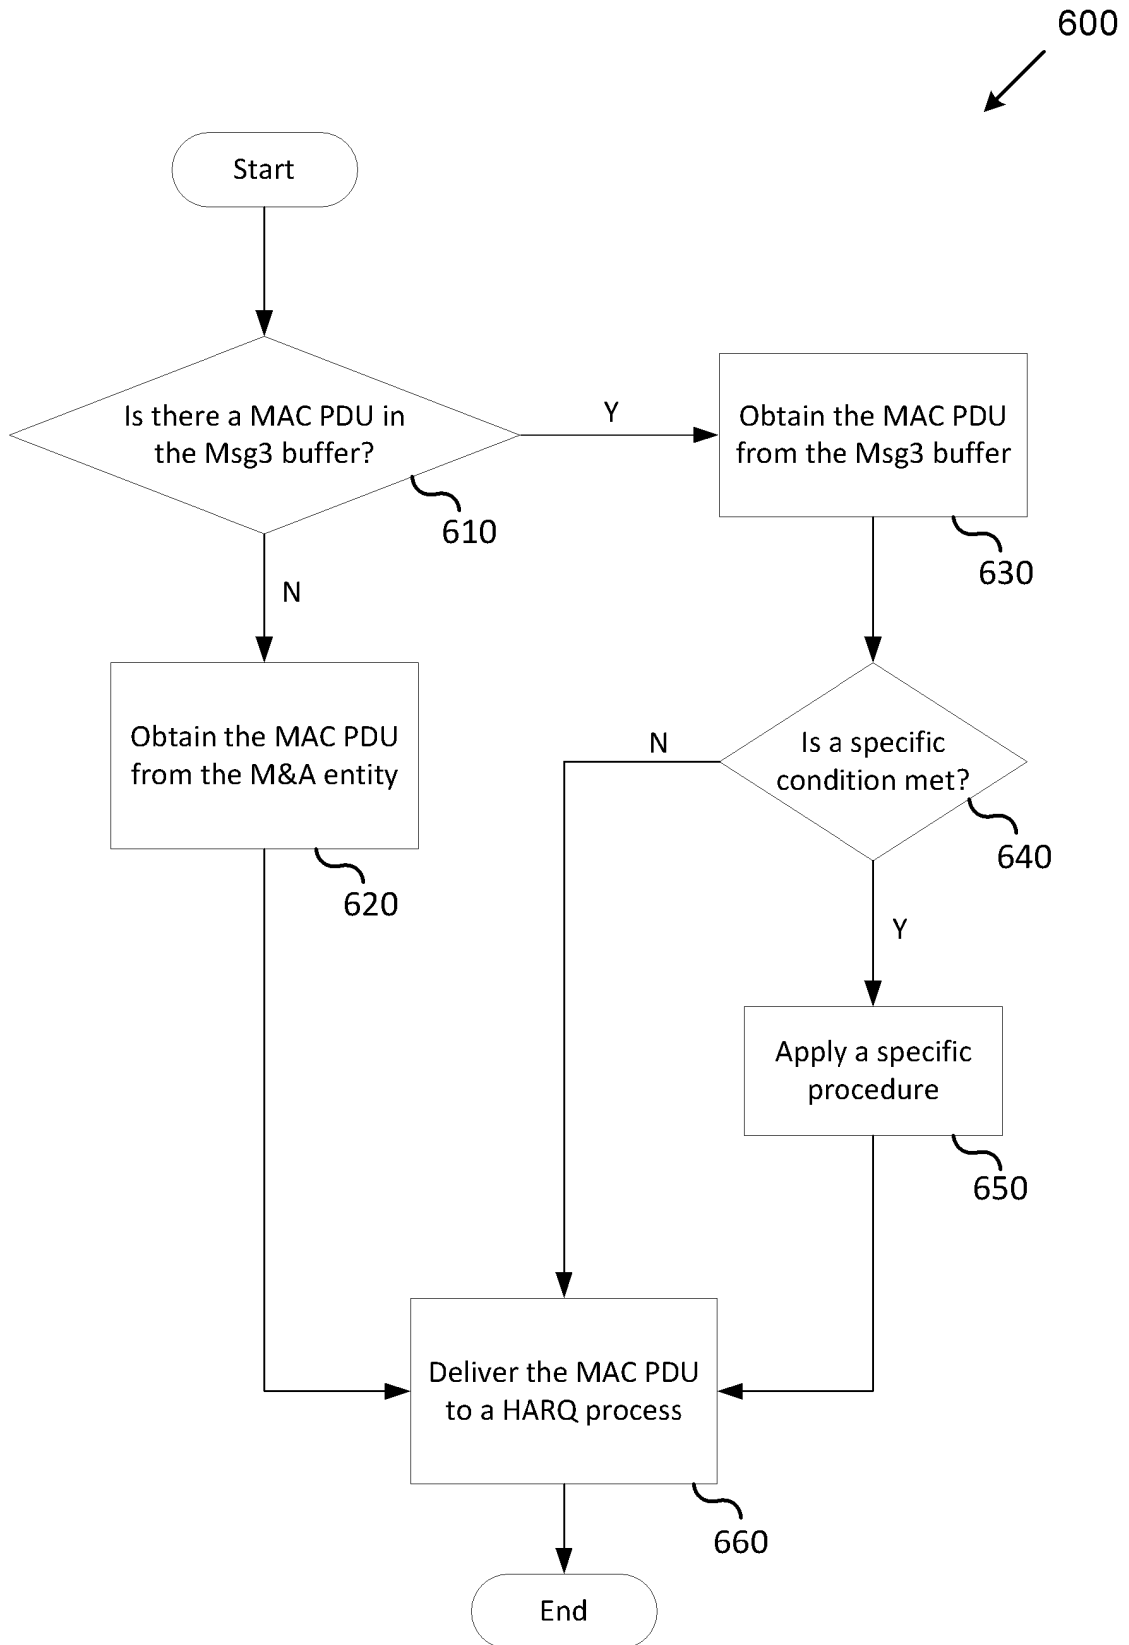 600
Start
Is there a MAC PDU in
the Msg3 buffer?
610
Y
Obtain the MAC PDU
from the Msg3 buffer
630
N
Obtain the MAC PDU
from the M&A entity
620
N
Is a specific
condition met?
640
Y
Apply a specific
procedure
650
Deliver the MAC PDU
to a HARQ process
660
End